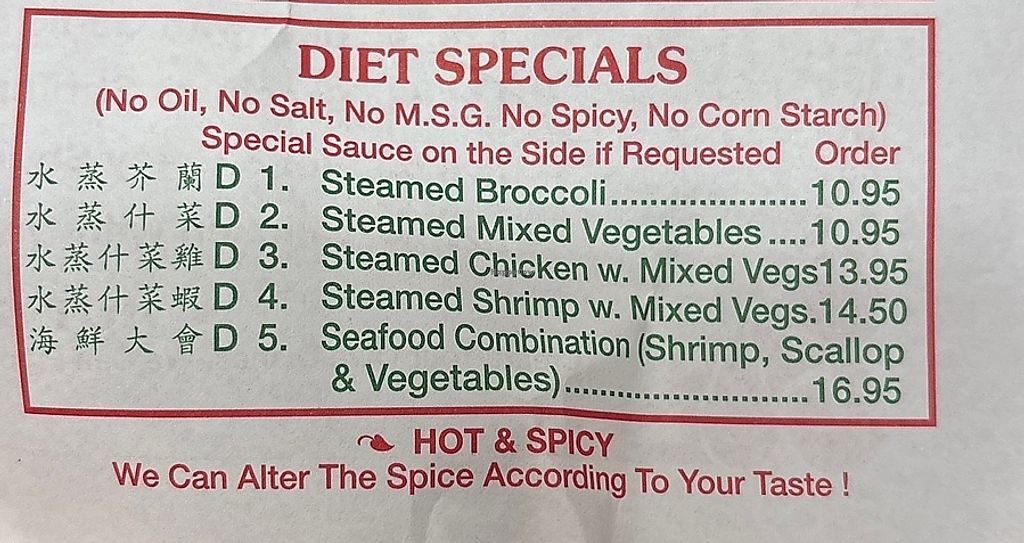 DIET SPECIALS
(No Oil, No Salt, No M.S.G. No Spicy, No Corn Starch)
Special Sauce on the Side if Requested Order
水蒸芥蘭 D 1. Steamed Broccoli....................10.95
水蒸什菜 D 2. Steamed Mixed Vegetables ....10.95
水蒸什菜雞 D 3. Steamed Chicken w. Mixed Vegs13.95
水蒸什菜蝦 D 4. Steamed Shrimp w. Mixed Vegs.14.50
海鮮大會 D 5. Seafood Combination (Shrimp, Scallop
& Vegetables)...........................16.95
HOT & SPICY
We Can Alter The Spice According To Your Taste !